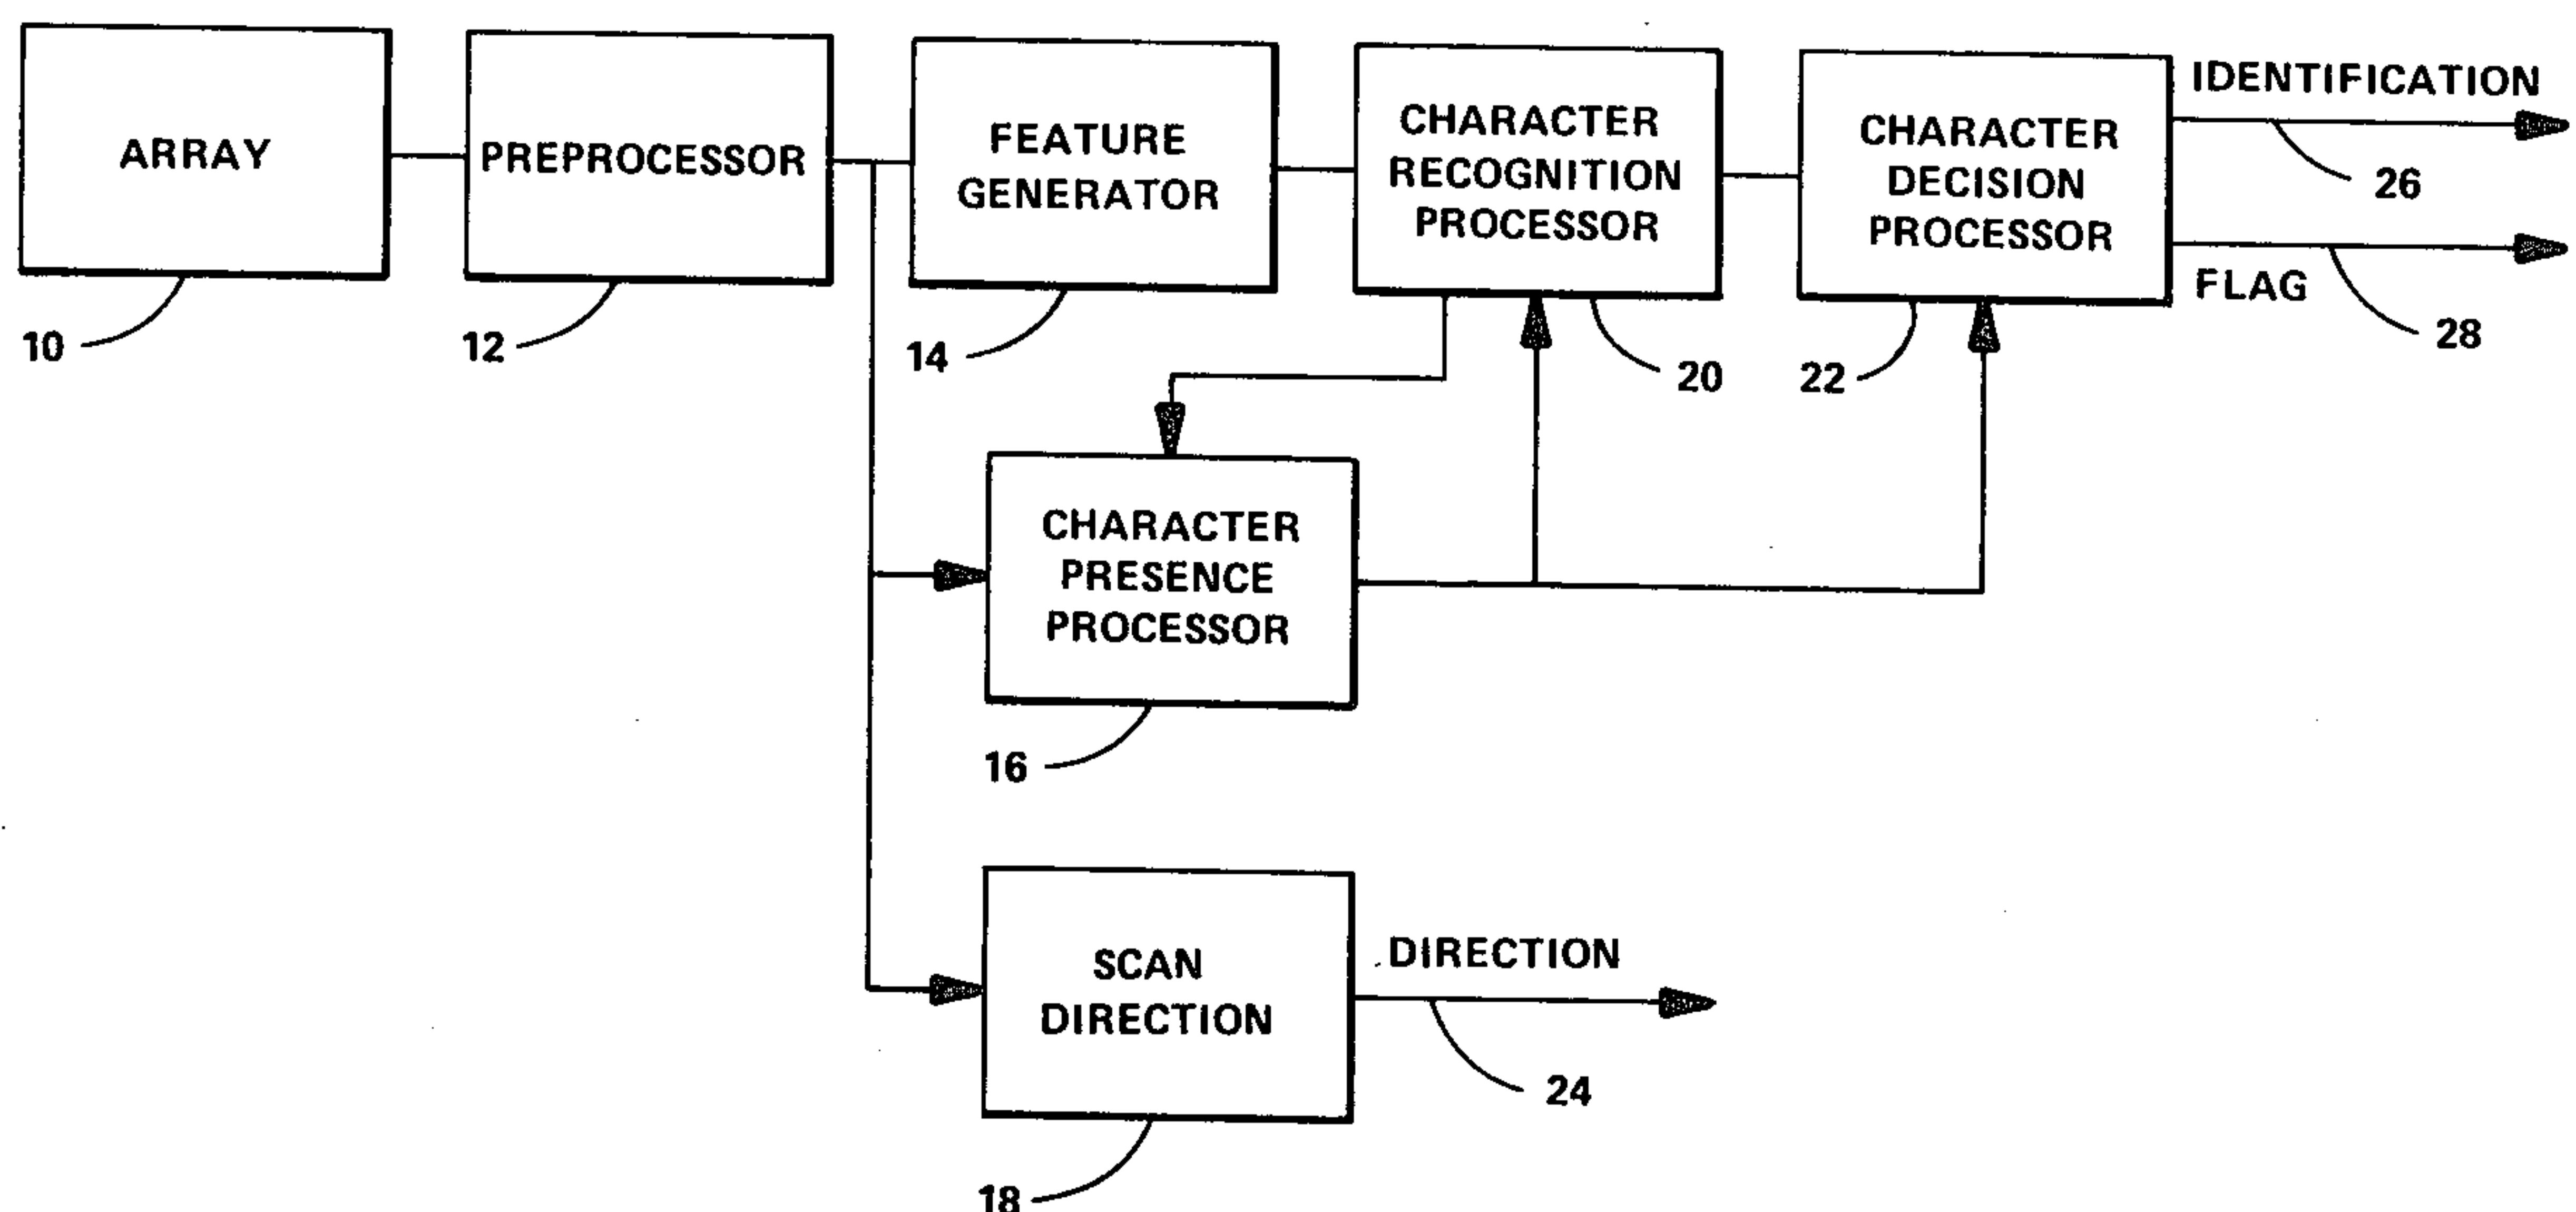 ARRAY
10
PREPROCESSOR
12
FEATURE
GENERATOR
14
CHARACTER
RECOGNITION
PROCESSOR
20
CHARACTER
DECISION
PROCESSOR
22
IDENTIFICATION
26
FLAG
28
CHARACTER
PRESENCE
PROCESSOR
16
SCAN
DIRECTION
18
DIRECTION
24